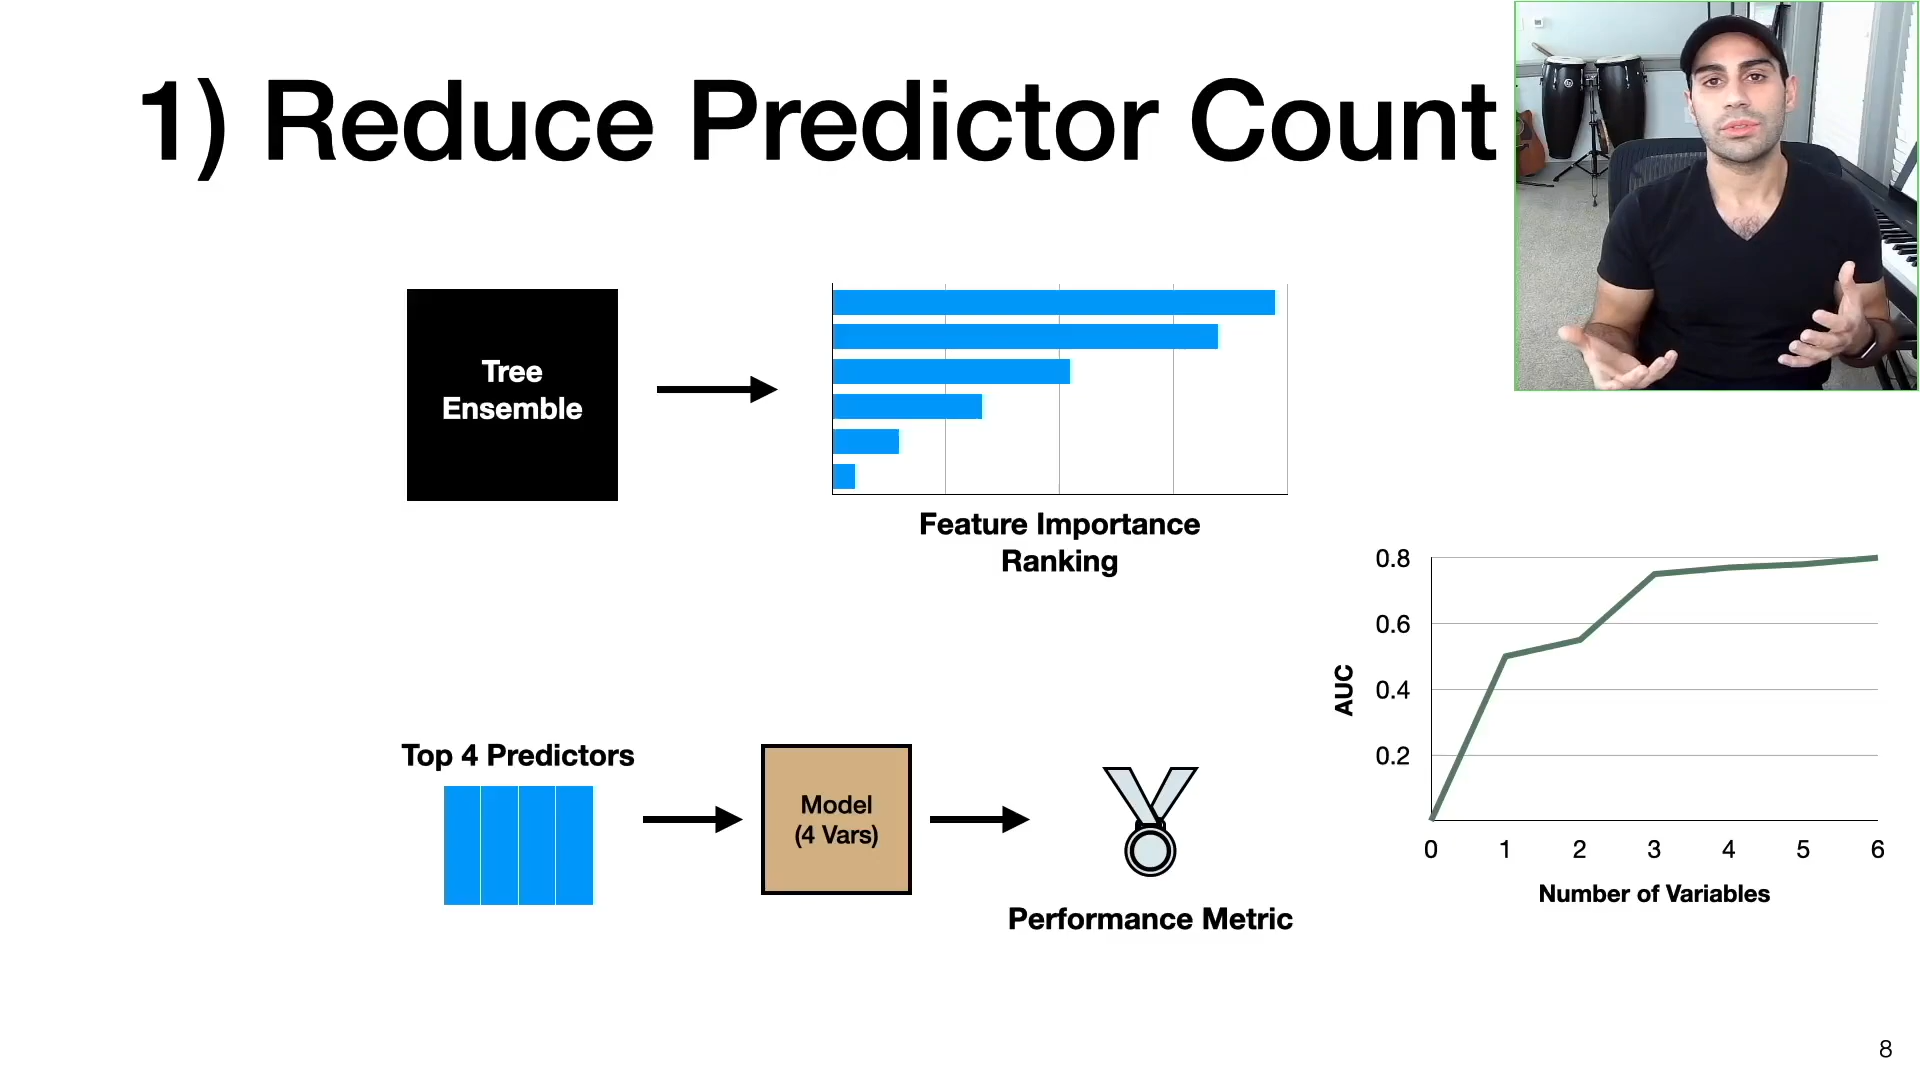 1) Reduce Predictor Count
Tree
Ensemble
Feature Importance
Ranking
Top 4 Predictors
Model
(4 Vars)
Performance Metric
0.8
0.6
0.4
0.2
AUC
0 1 2 3 4 5 6
Number of Variables
8